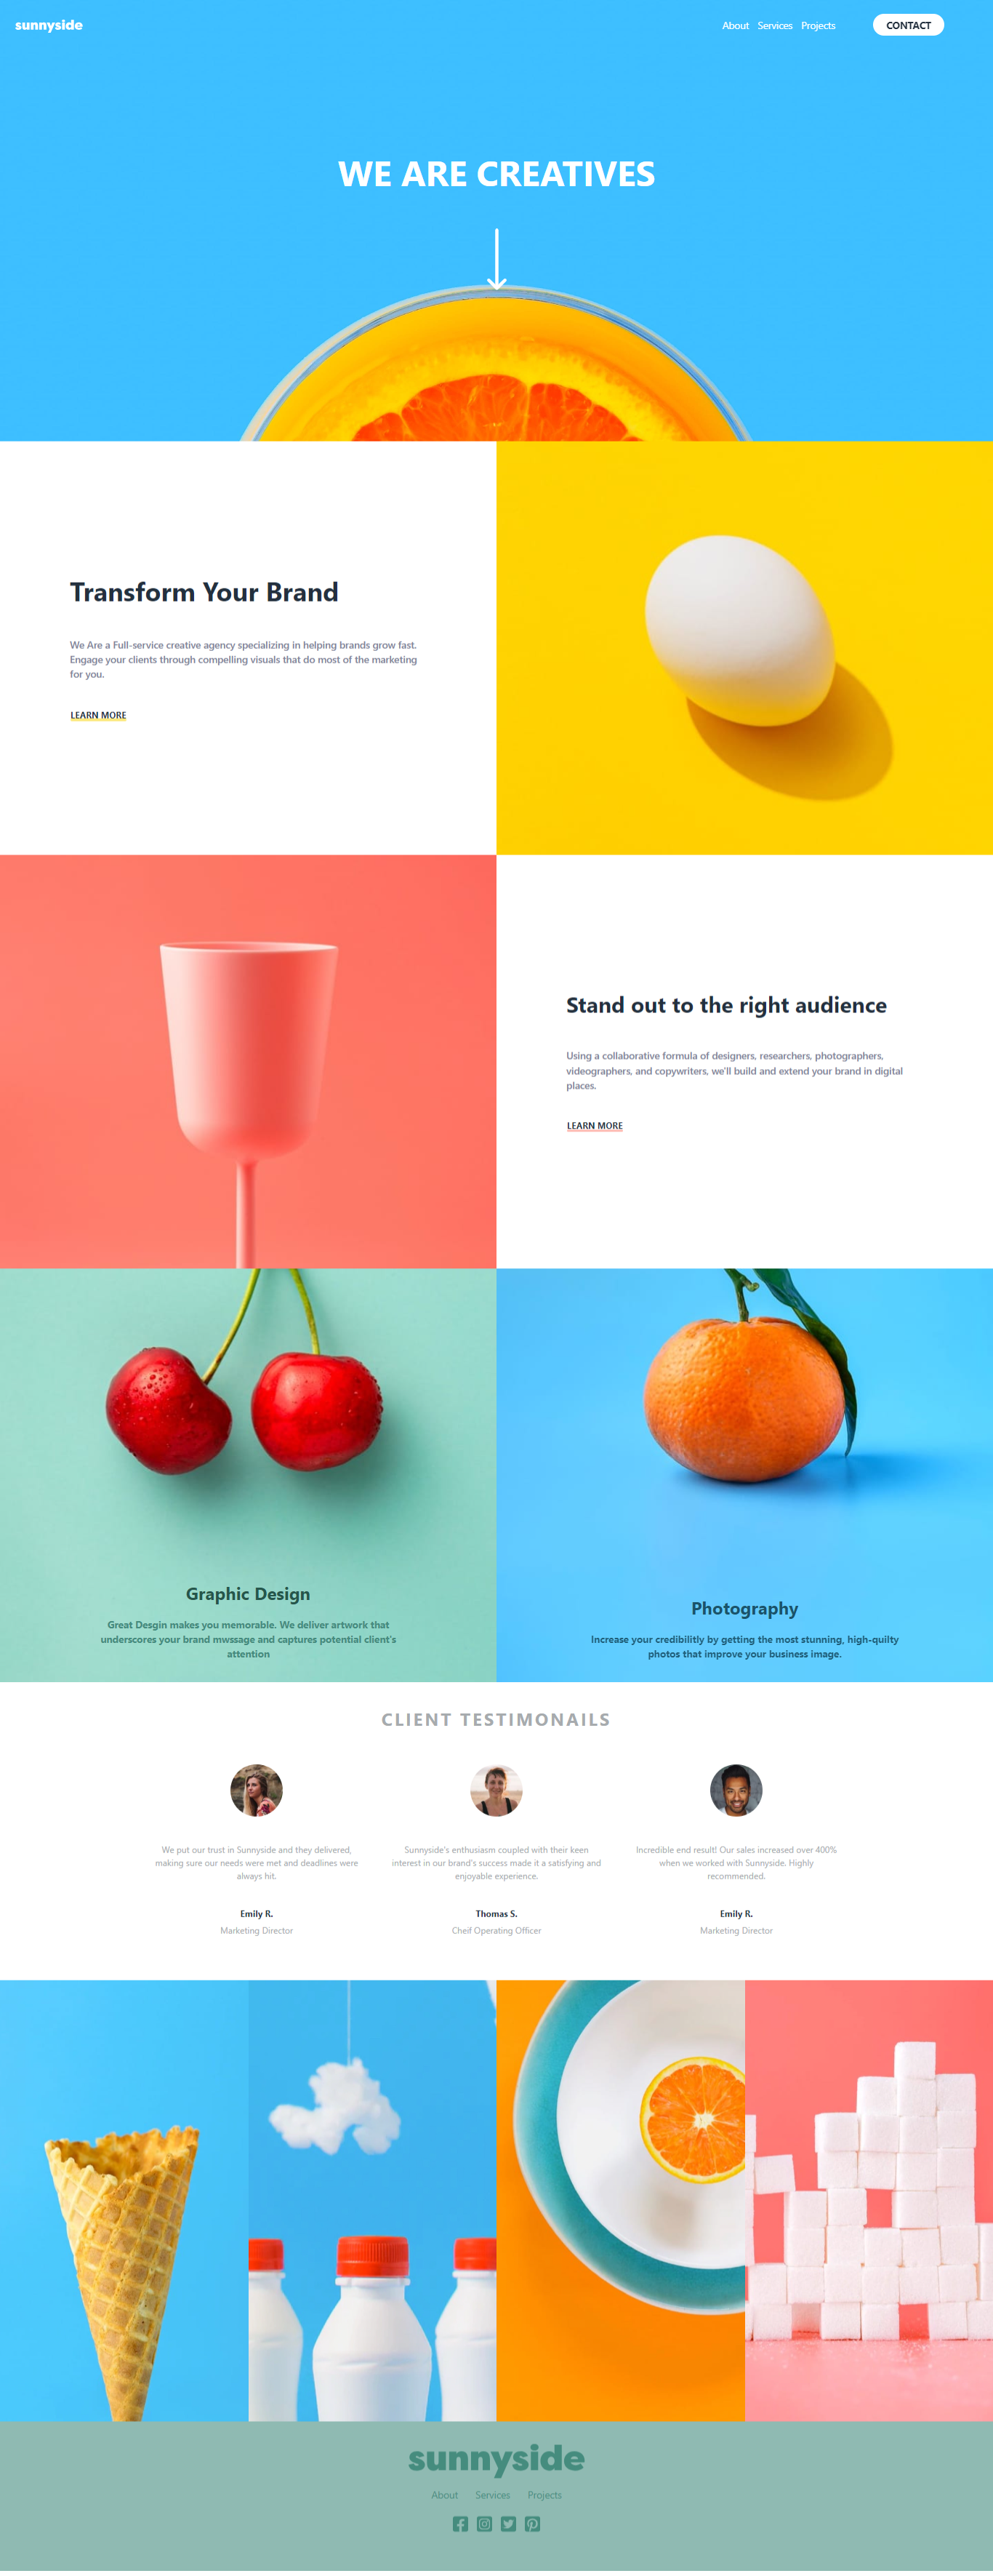 sunnyside
About Services Projects CONTACT
WE ARE CREATIVES
Transform Your Brand
We Are a Full-service creative agency specializing in helping brands grow fast.
Engage your clients through compelling visuals that do most of the marketing
for you.
LEARN MORE
Stand out to the right audience
Using a collaborative formula of designers, researchers, photographers,
videographers, and copywriters, we'll build and extend your brand in digital
places.
LEARN MORE
Graphic Design
Great Desgin makes you memorable. We deliver artwork that
underscores your brand mwssage and captures potential client's
attention
Photography
Increase your credibilitly by getting the most stunning, high-quilty
photos that improve your business image.
CLIENT TESTIMONAILS
We put our trust in Sunnyside and they delivered,
making sure our needs were met and deadlines were
always hit.
Emily R.
Marketing Director
Sunnyside's enthusiasm coupled with their keen
interest in our brand's success made it a satisfying and
enjoyable experience.
Thomas S.
Cheif Operating Officer
Incredible end result! Our sales increased over 400%
when we worked with Sunnyside. Highly
recommended.
Emily R.
Marketing Director
sunnyside
About Services Projects